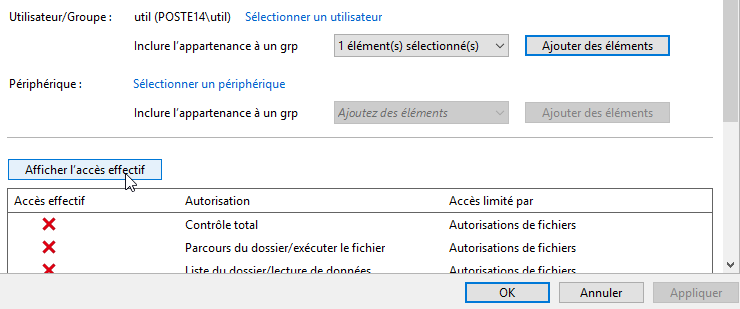 Utilisateur/Groupe : util (POSTE14\util) Sélectionner un utilisateur
Inclure l'appartenance à un grp 1 élément(s) sélectionné(s) Ajouter des éléments
Périphérique : Sélectionner un périphérique
Inclure l'appartenance à un grp Ajoutez des éléments Ajouter des éléments
Afficher l'accès effectif
Accès effectif Autorisation Accès limité par
Contrôle total Autorisations de fichiers
Parcours du dossier/exécuter le fichier Autorisations de fichiers
Liste du dossier/lecture de données Autorisations de fichiers
OK Annuler Appliquer